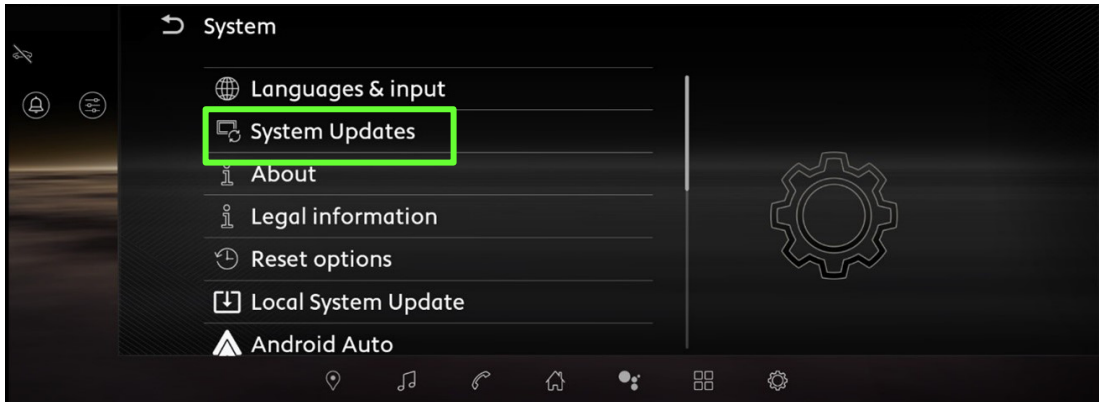 System
Languages & input
System Updates
About
Legal information
Reset options
Local System Update
Android Auto